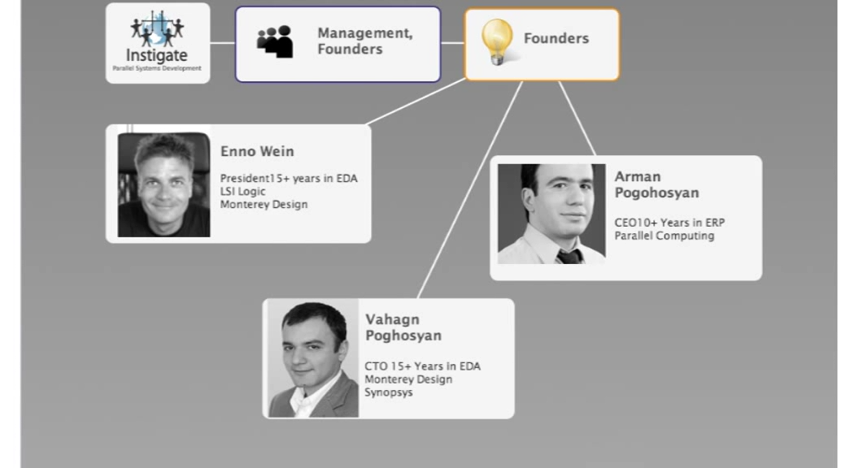 Instigate
Parallel Systems Development
Management,
Founders
Founders
Enno Wein
President15+ years in EDA
LSI Logic
Monterey Design
Arman
Pogohosyan
CEO10+ Years in ERP
Parallel Computing
Vahagn
Poghosyan
CTO 15+ Years in EDA
Monterey Design
Synopsys